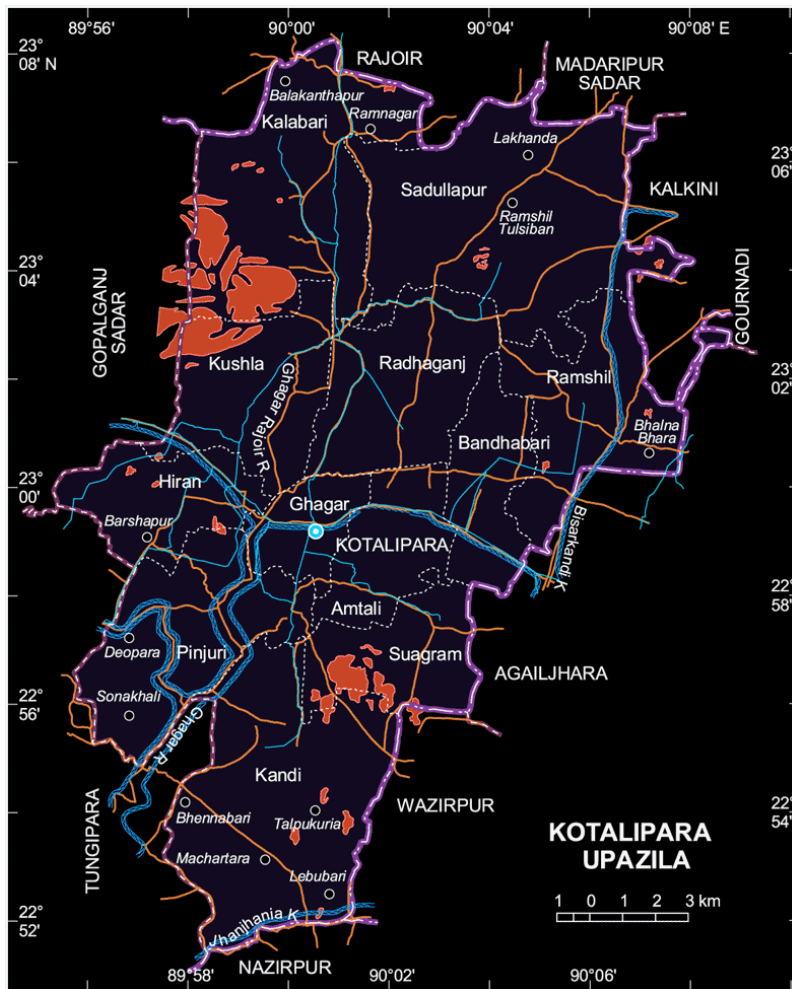 89°56'
90°00'
90°04'
90°08' E
23°
08' N
RAJOIR
MADARIPUR
SADAR
Balakanthapur
Kalabari
Ramnagar
Lakhanda
23°
06'
Sadullapur
KALKINI
Ramshil
Tulsiban
23°
04'
GOPALGANJ
SADAR
GOURNADI
Kushla
Radhaganj
Ramshil
23°
02'
Ghagar Rajoir R
Bhalna
Bhara
Bandhabari
23°
00'
Hiran
Ghagar
Barshapur
KOTALIPARA
Bisarkandi K
22°
58'
Amtali
Deopara
Pinjuri
Suagram
AGAILJHARA
Sonakhali
22°
56'
Ghagar R
Kandi
TUNGIPARA
Bhennabari
Talpukuria
WAZIRPUR
22°
54'
KOTALIPARA
UPAZILA
Machartara
Lebubari
1 0 1 2 3 km
22°
52'
Jhanjhania K
NAZIRPUR
89°58'
90°02'
90°06'